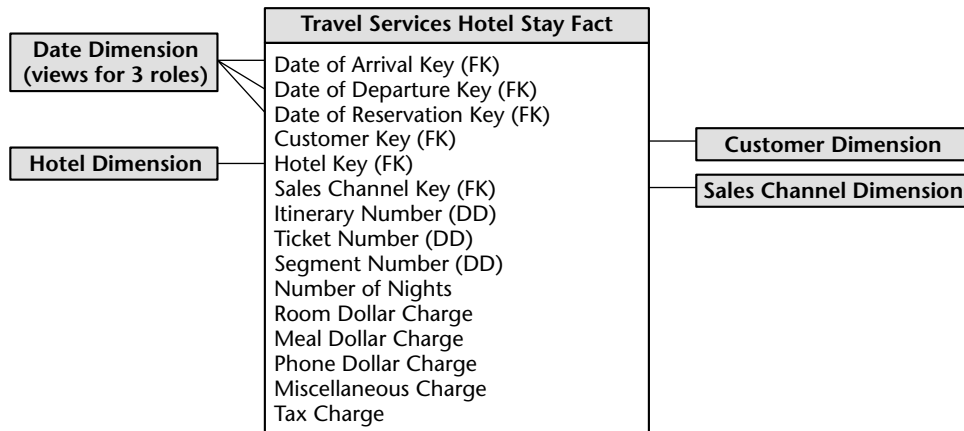 Travel Services Hotel Stay Fact
Date Dimension
(views for 3 roles)
Date of Arrival Key (FK)
Date of Departure Key (FK)
Date of Reservation Key (FK)
Customer Key (FK)
Hotel Key (FK)
Sales Channel Key (FK)
Itinerary Number (DD)
Ticket Number (DD)
Segment Number (DD)
Number of Nights
Room Dollar Charge
Meal Dollar Charge
Phone Dollar Charge
Miscellaneous Charge
Tax Charge
Hotel Dimension
Customer Dimension
Sales Channel Dimension